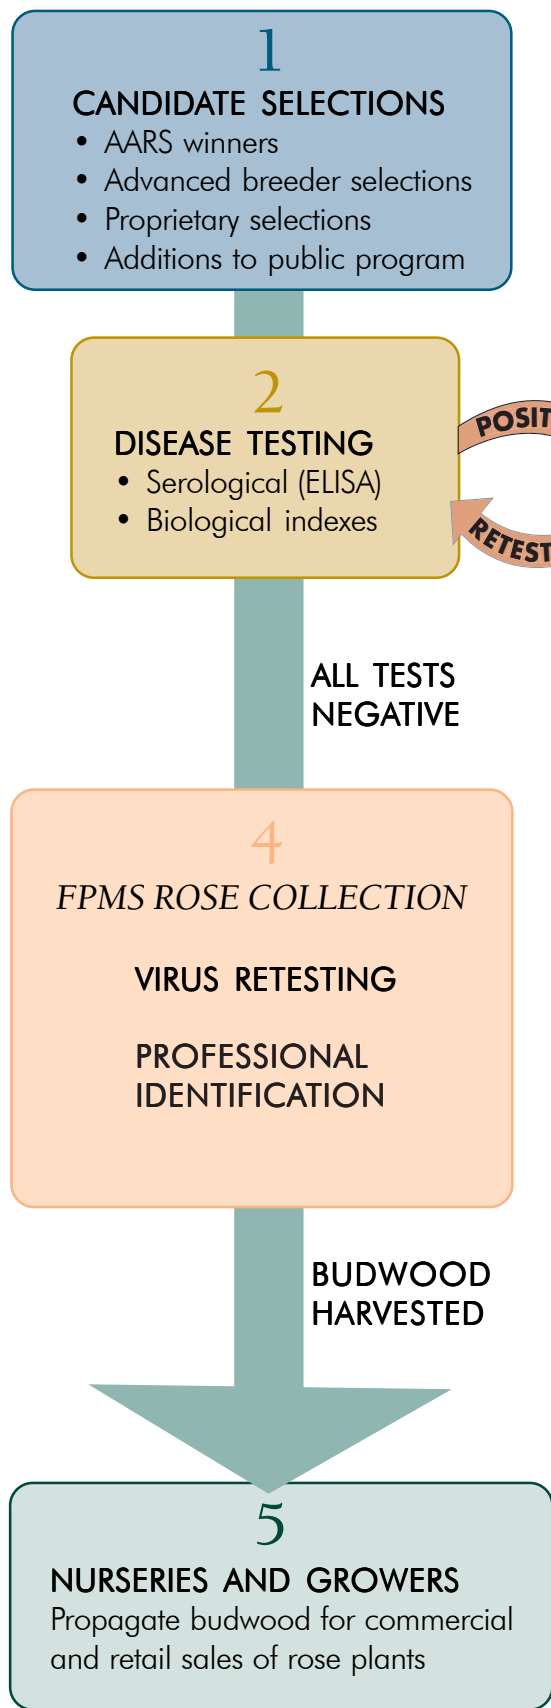 1
CANDIDATE SELECTIONS
• AARS winners
• Advanced breeder selections
• Proprietary selections
• Additions to public program
2
DISEASE TESTING
• Serological (ELISA)
• Biological indexes
POSIT
RETEST
ALL TESTS
NEGATIVE
4
FPMS ROSE COLLECTION
VIRUS RETESTING
PROFESSIONAL
IDENTIFICATION
BUDWOOD
HARVESTED
5
NURSERIES AND GROWERS
Propagate budwood for commercial
and retail sales of rose plants